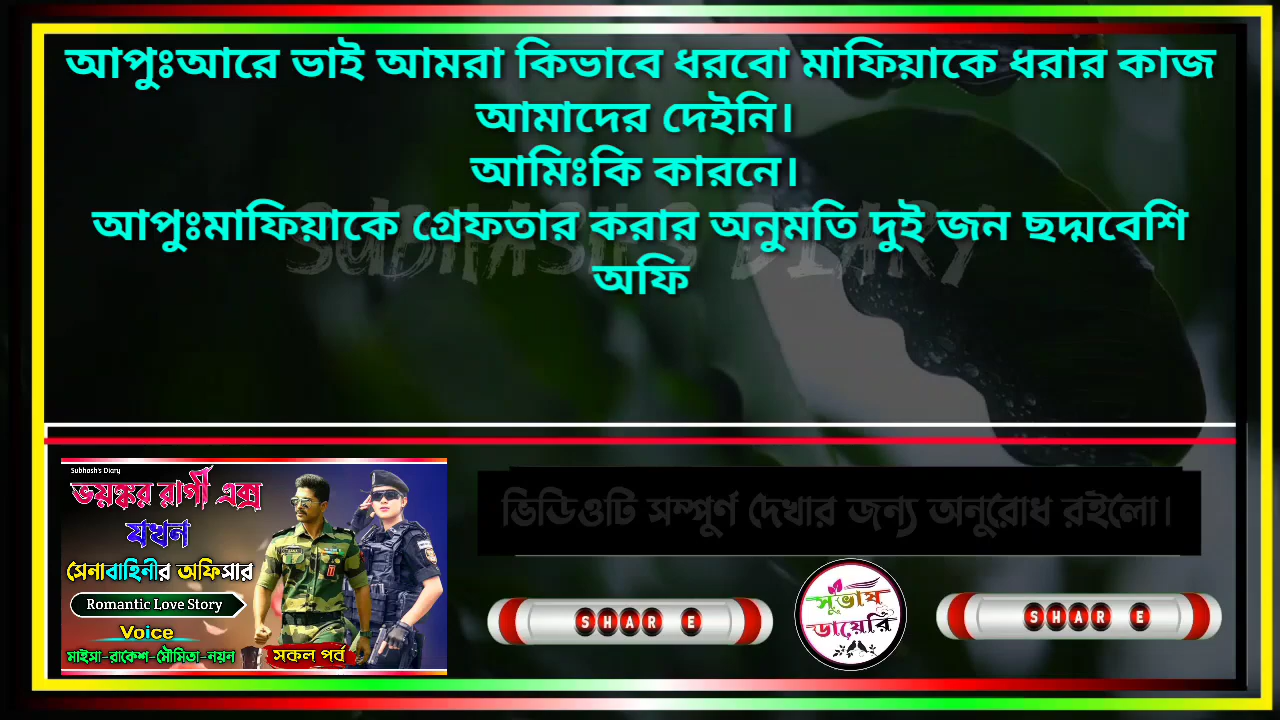 আপুঃআরে ভাই আমরা কিভাবে ধরবো মাফিয়াকে ধরার কাজ
আমাদের দেইনি।
আমিঃকি কারনে।
আপুঃমাফিয়াকে গ্রেফতার করার অনুমতি দুই জন ছদ্মবেশি
অফি
SUBHASH'S DIARY
Subhash's Diary
ভয়ঙ্কর রাগী এক্স
যখন
সেনাবাহিনীর অফিসার
Romantic Love Story
Voice
মাইসা-রাকেশ-মৌমিতা-নয়ন
সকল পর্ব
ভিডিওটি সম্পুর্ণ দেখার জন্য অনুরোধ রইলো।
SHARE
সুভাষ
ডায়েরি
SHARE